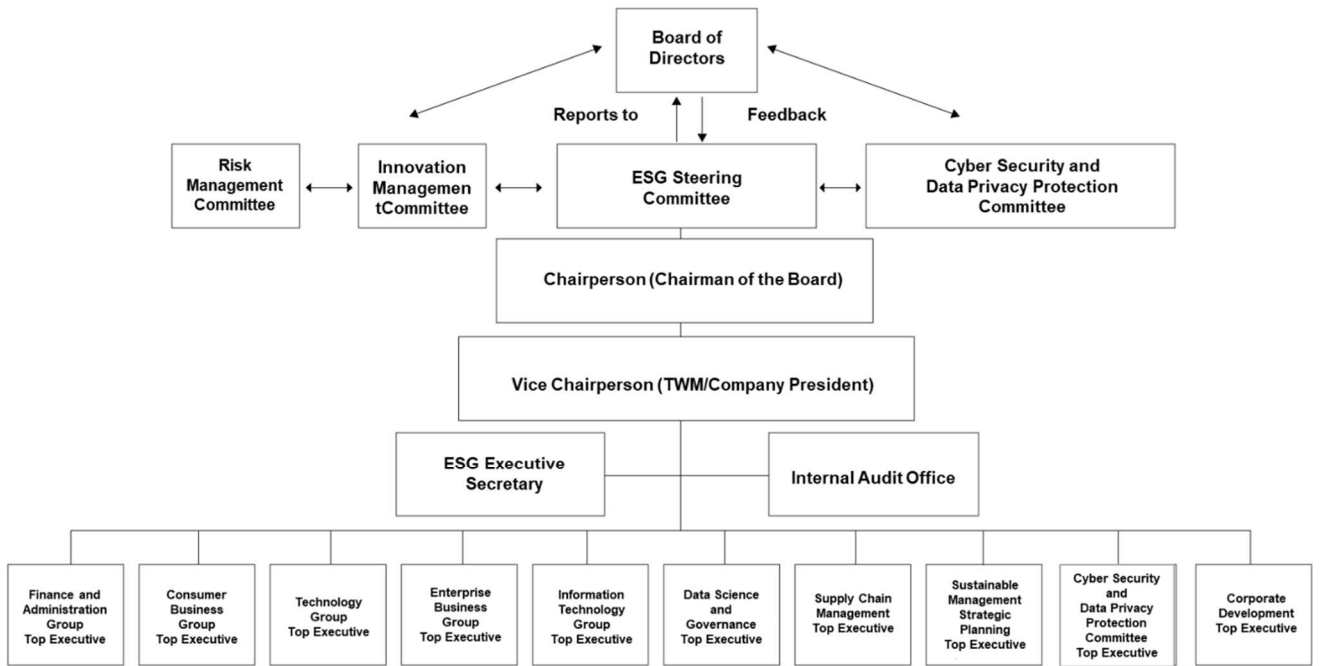 Board of
Directors
Reports to
Feedback
Risk
Management
Committee
Innovation
Managemen
tCommittee
ESG Steering
Committee
Cyber Security and
Data Privacy Protection
Committee
Chairperson (Chairman of the Board)
Vice Chairperson (TWM/Company President)
ESG Executive
Secretary
Internal Audit Office
Finance and
Administration
Group
Top Executive
Consumer
Business
Group
Top Executive
Technology
Group
Top Executive
Enterprise
Business
Group
Top Executive
Information
Technology
Group
Top Executive
Data Science
and
Governance
Top Executive
Supply Chain
Management
Top Executive
Sustainable
Management
Strategic
Planning
Top Executive
Cyber Security
and
Data Privacy
Protection
Committee
Top Executive
Corporate
Development
Top Executive